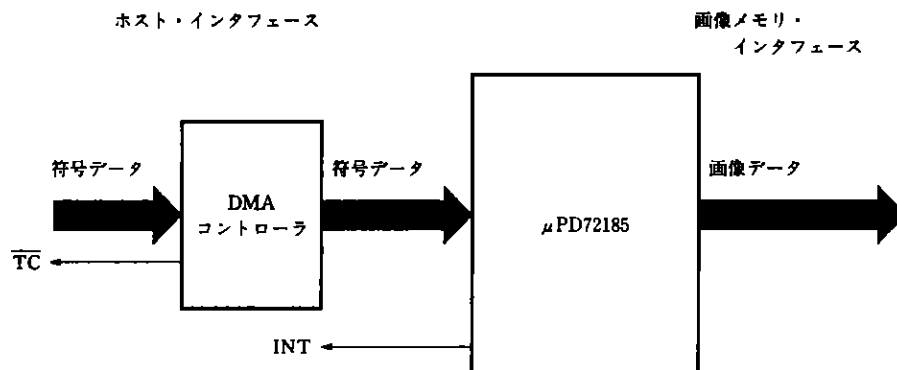 ホスト・インタフェース
画像メモリ・
インタフェース
符号データ
符号データ
画像データ
DMA
コントローラ
μPD72185
TC
INT